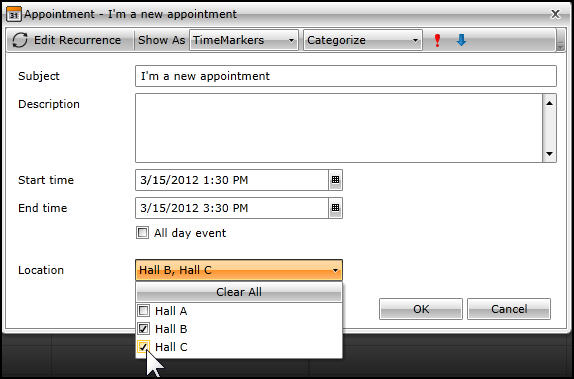 31 Appointment - I'm a new appointment
Edit Recurrence Show As TimeMarkers Categorize
Subject I'm a new appointment
Description
Start time 3/15/2012 1:30 PM
End time 3/15/2012 3:30 PM
All day event
Location Hall B, Hall C
Clear All
Hall A
OK Cancel
Hall B
Hall C